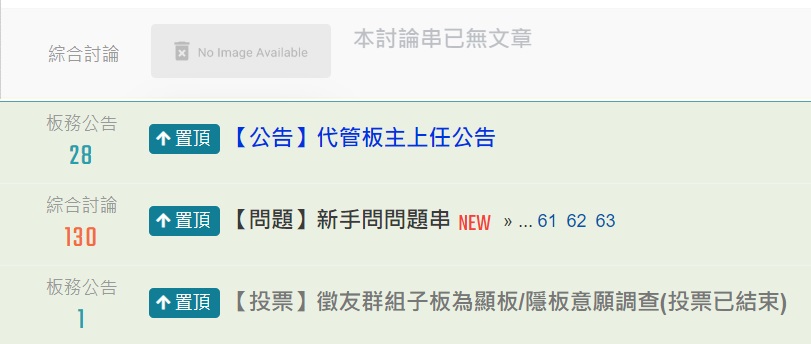 綜合討論 No Image Available 本討論串已無文章
板務公告
28 置頂 【公告】代管板主上任公告
綜合討論
130 置頂 【問題】新手問問題串 NEW » ... 61 62 63
板務公告
1 置頂 【投票】徵友群組子板為顯板/隱板意願調查(投票已結束)